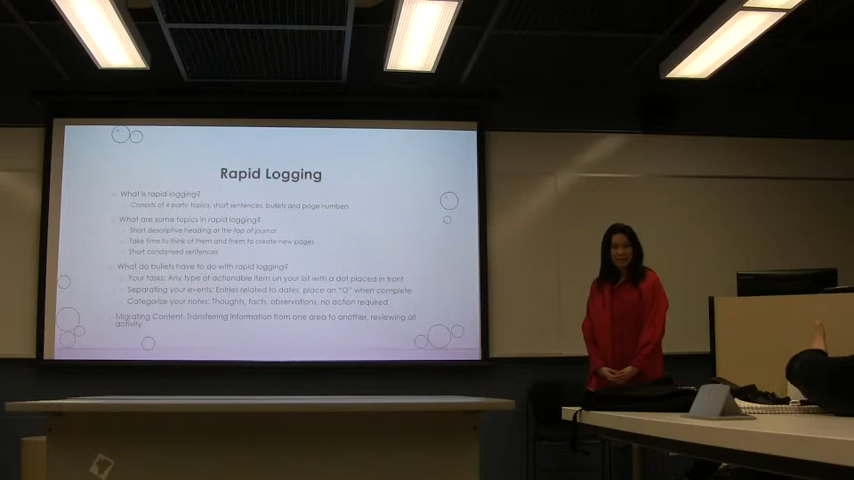 Rapid Logging
What is rapid logging?
Consists of 4 parts: topics, short sentences, bullets and page numbers
What are some topics in rapid logging?
Short descriptive heading at the top of journal
Take time to think of them and them to create new pages
Short condensed sentences
What do bullets have to do with rapid logging?
Your tasks: Any type of actionable item on your list with a dot placed in front
Separating your events: Entries related to dates, place an "O" when complete
Categorize your notes: Thoughts, facts, observations, no action required
Migrating Content: Transferring information from one area to another, reviewing all
activity